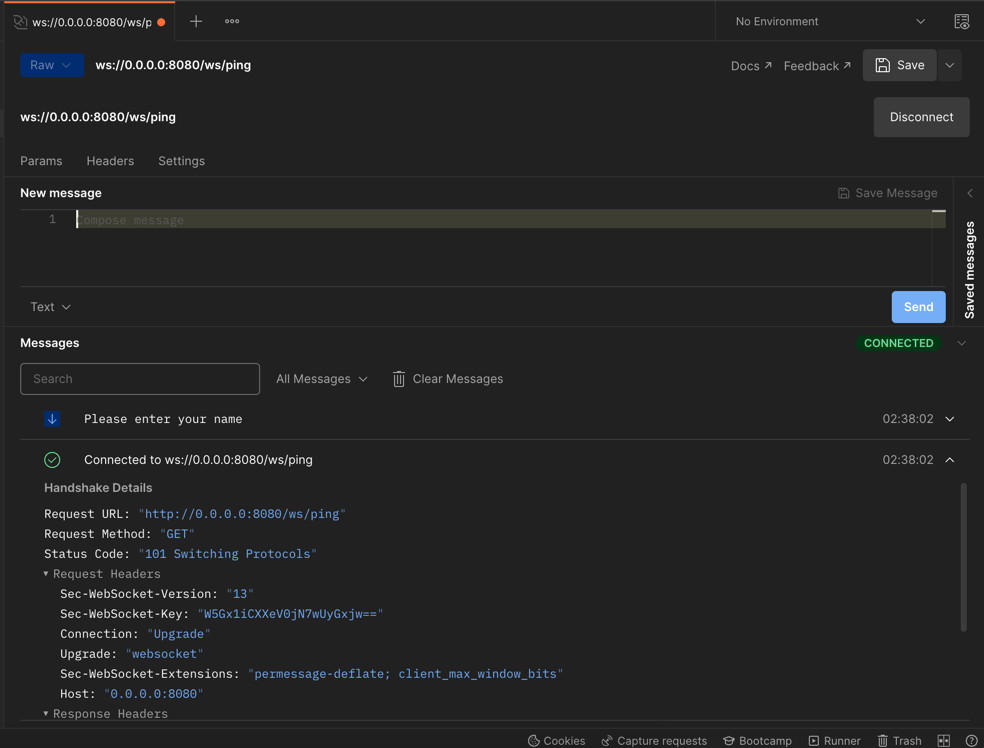 ws://0.0.0.0:8080/ws/p
No Environment
Raw
ws://0.0.0.0:8080/ws/ping
Docs
Feedback
Save
ws://0.0.0.0:8080/ws/ping
Disconnect
Params
Headers
Settings
New message
Save Message
1
Compose message
Saved messages
Text
Send
Messages
CONNECTED
Search
All Messages
Clear Messages
Please enter your name
02:38:02
Connected to ws://0.0.0.0:8080/ws/ping
02:38:02
Handshake Details
Request URL: "http://0.0.0.0:8080/ws/ping"
Request Method: "GET"
Status Code: "101 Switching Protocols"
Request Headers
Sec-WebSocket-Version: "13"
Sec-WebSocket-Key: "W5Gx1iCXXeV0jN7wUyGxjw=="
Connection: "Upgrade"
Upgrade: "websocket"
Sec-WebSocket-Extensions: "permessage-deflate; client_max_window_bits"
Host: "0.0.0.0:8080"
Response Headers
Cookies
Capture requests
Bootcamp
Runner
Trash